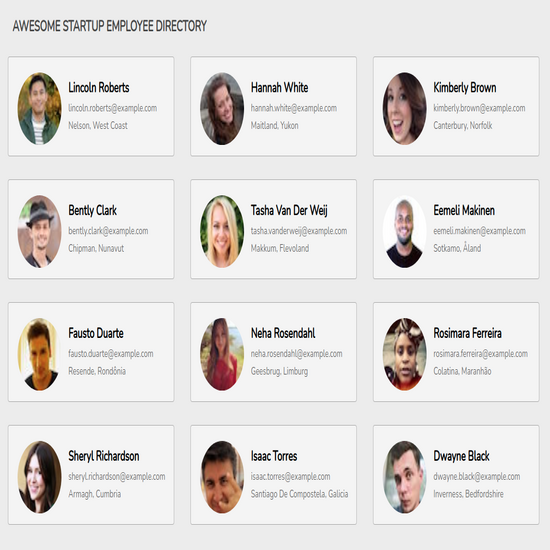 AWESOME STARTUP EMPLOYEE DIRECTORY
Lincoln Roberts
lincoln.roberts@example.com
Nelson, West Coast
Hannah White
hannah.white@example.com
Maitland, Yukon
Kimberly Brown
kimberly.brown@example.com
Canterbury, Norfolk
Bently Clark
bently.clark@example.com
Chipman, Nunavut
Tasha Van Der Weij
tasha.vanderweij@example.com
Makkum, Flevoland
Eemeli Makinen
eemeli.makinen@example.com
Sotkamo, Åland
Fausto Duarte
fausto.duarte@example.com
Resende, Rondônia
Neha Rosendahl
neha.rosendahl@example.com
Geesbrug, Limburg
Rosimara Ferreira
rosimara.ferreira@example.com
Colatina, Maranhão
Sheryl Richardson
sheryl.richardson@example.com
Armagh, Cumbria
Isaac Torres
isaac.torres@example.com
Santiago De Compostela, Galicia
Dwayne Black
dwayne.black@example.com
Inverness, Bedfordshire